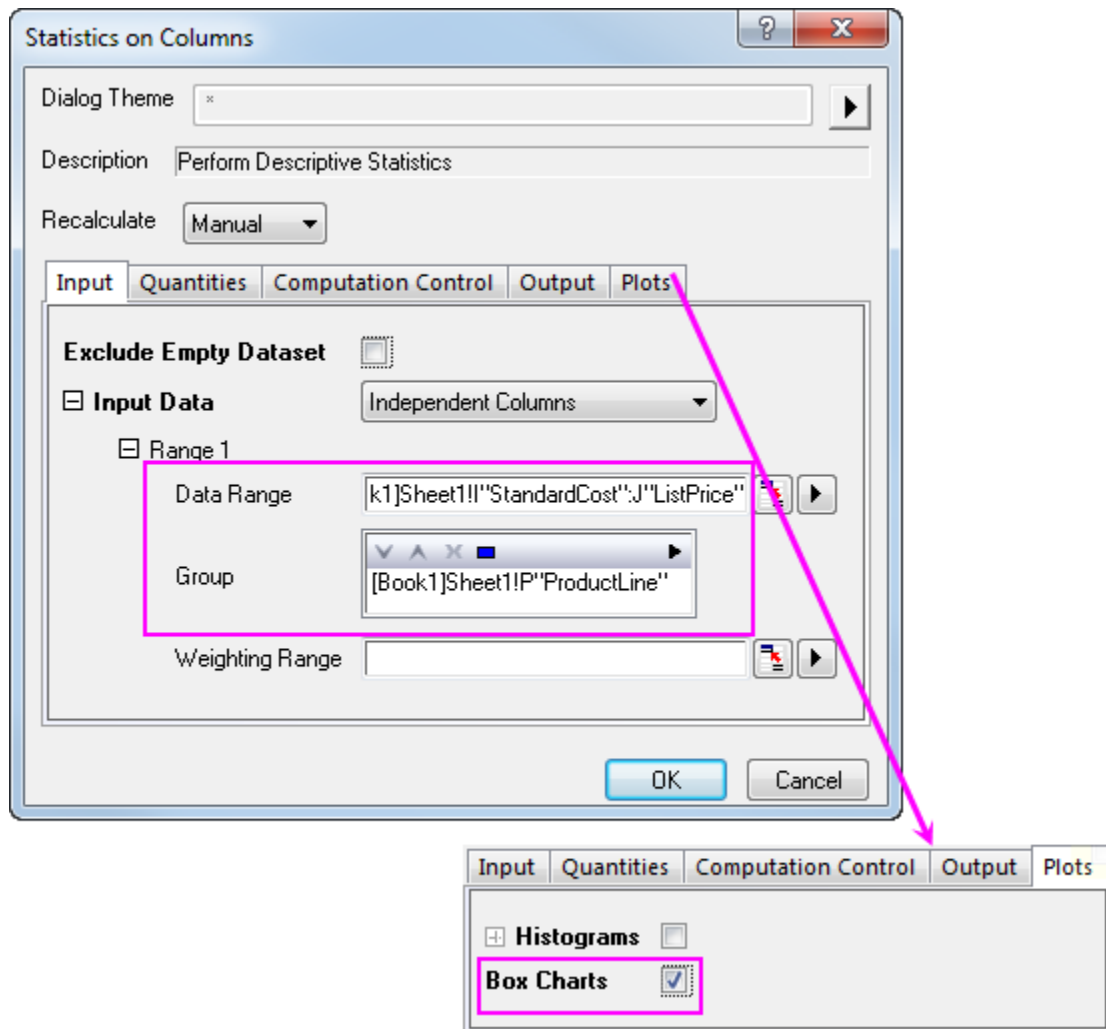 Statistics on Columns
Dialog Theme *
Description Perform Descriptive Statistics
Recalculate Manual
Input Quantities Computation Control Output Plots
Exclude Empty Dataset
Input Data Independent Columns
Range 1
Data Range k1]Sheet1!I"StandardCost":J"ListPrice"
Group [Book1]Sheet1!P"ProductLine"
Weighting Range
OK Cancel
Input Quantities Computation Control Output Plots
Histograms
Box Charts